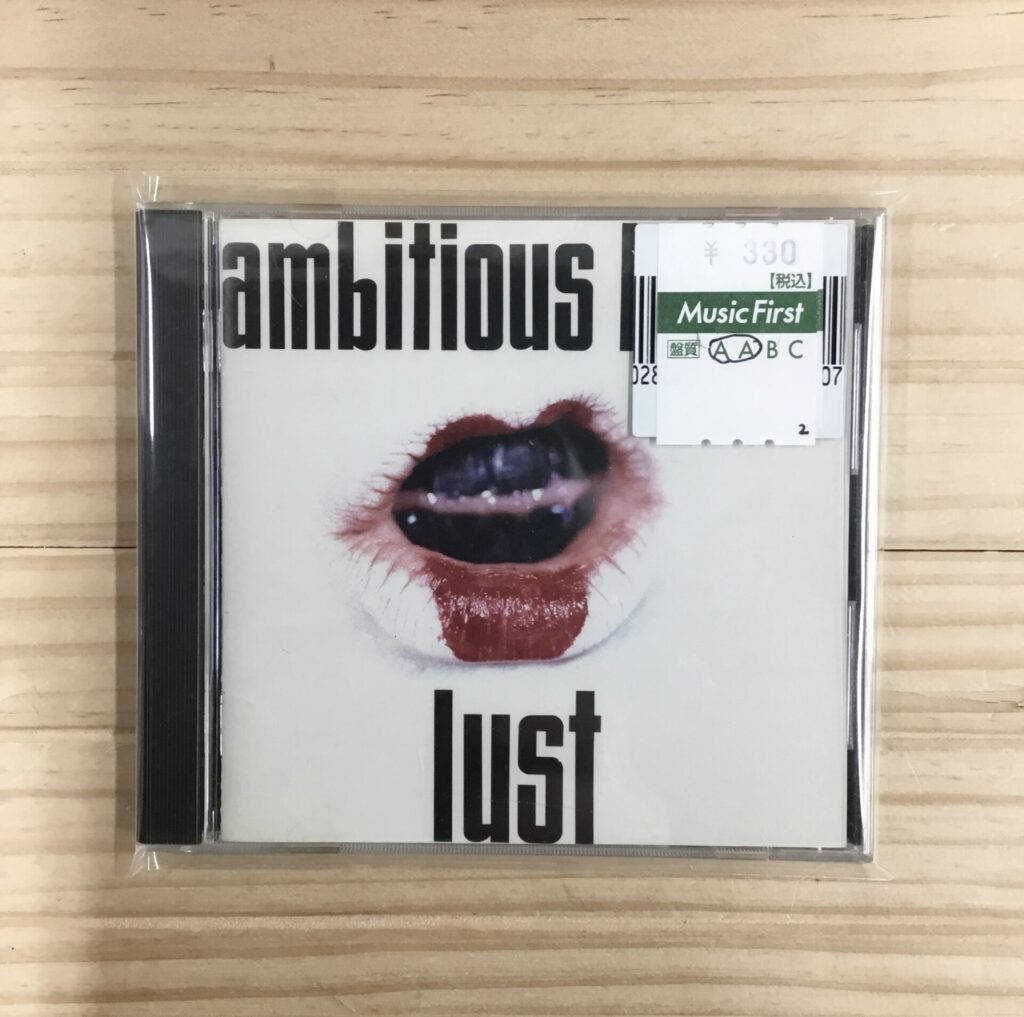 ambitious
¥ 330
【税込】
Music First
盤質 A A B C
028 07
2
lust